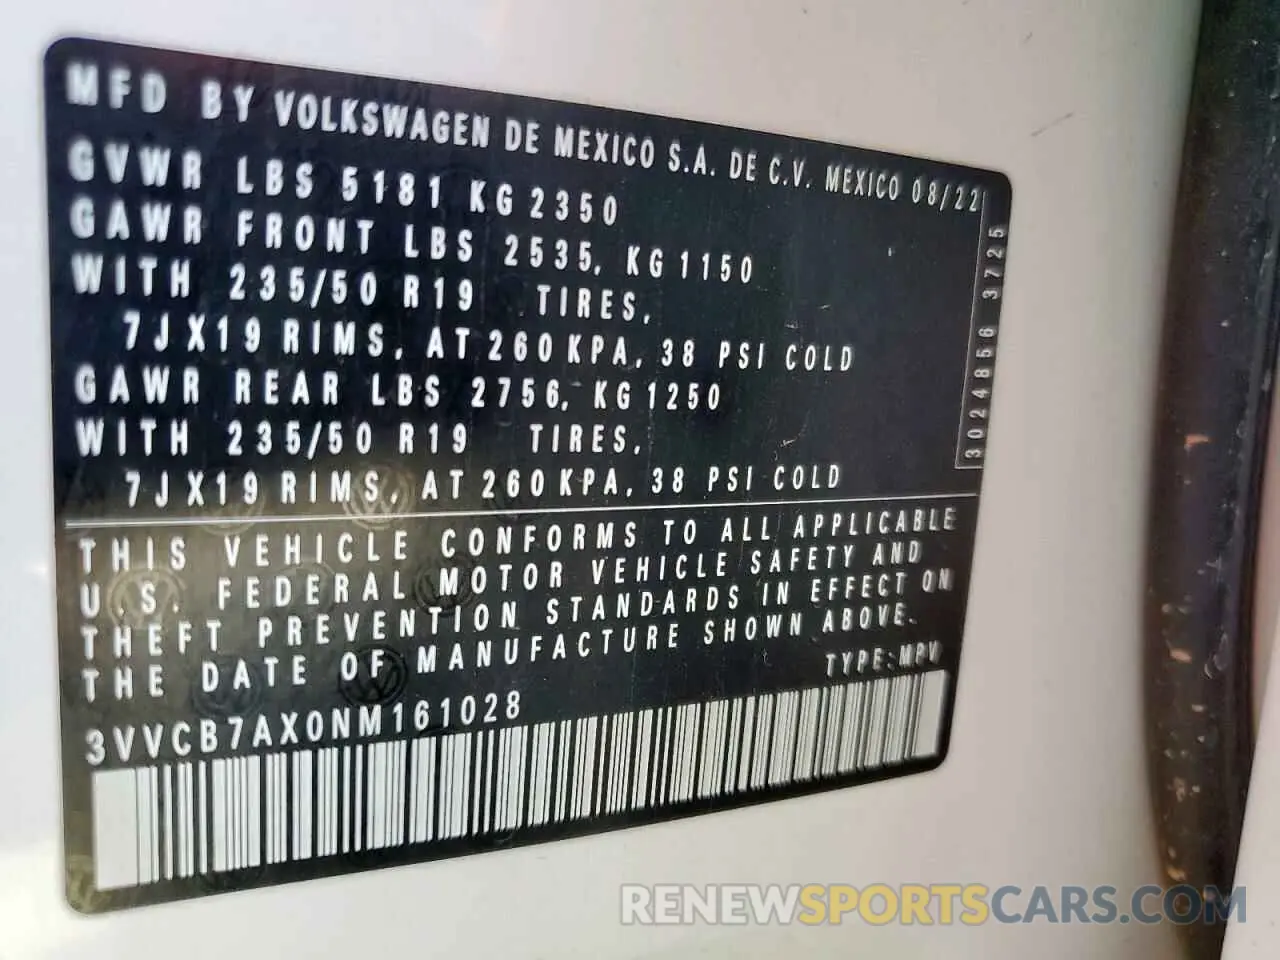 MFD BY VOLKSWAGEN DE MEXICO S.A. DE C.V. MEXICO 08/22
GVWR LBS 5181 KG 2350
GAWR FRONT LBS 2535, KG 1150
WITH 235/50 R19 TIRES,
7JX19 RIMS, AT 260 KPA, 38 PSI COLD
GAWR REAR LBS 2756, KG 1250
WITH 235/50 R19 TIRES,
7JX19 RIMS, AT 260 KPA, 38 PSI COLD
3024856 3725
THIS VEHICLE CONFORMS TO ALL APPLICABLE
U.S. FEDERAL MOTOR VEHICLE SAFETY AND
THEFT PREVENTION STANDARDS IN EFFECT ON
THE DATE OF MANUFACTURE SHOWN ABOVE.
TYPE:MPV
3VVCB7AX0NM161028
RENEWSPORTSCARS.COM